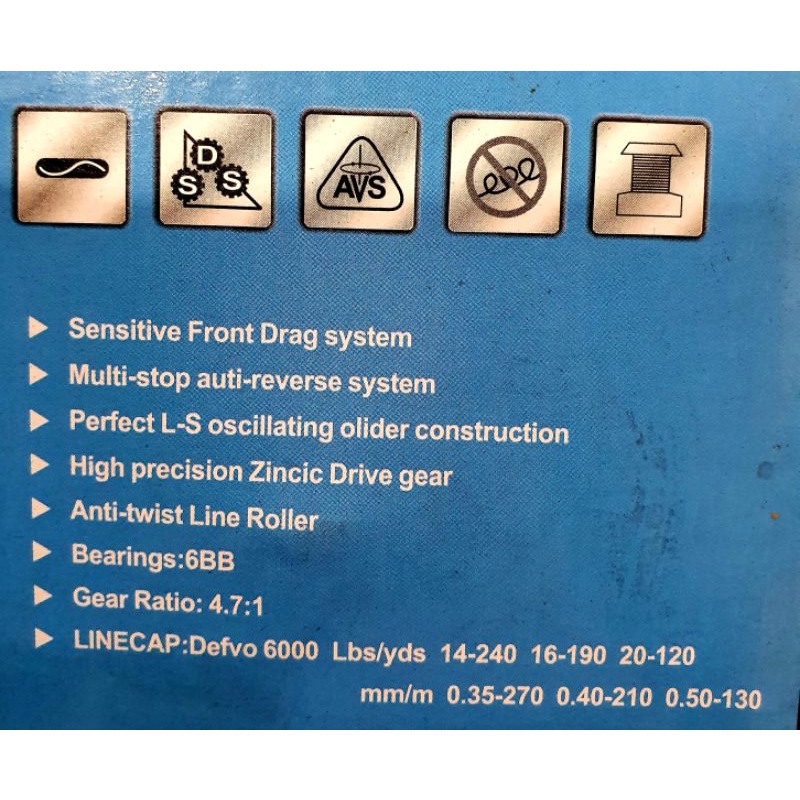 S D S
AVS
Sensitive Front Drag system
Multi-stop auti-reverse system
Perfect L-S oscillating olider construction
High precision Zincic Drive gear
Anti-twist Line Roller
Bearings:6BB
Gear Ratio: 4.7:1
LINECAP:Defvo 6000 Lbs/yds 14-240 16-190 20-120
mm/m 0.35-270 0.40-210 0.50-130